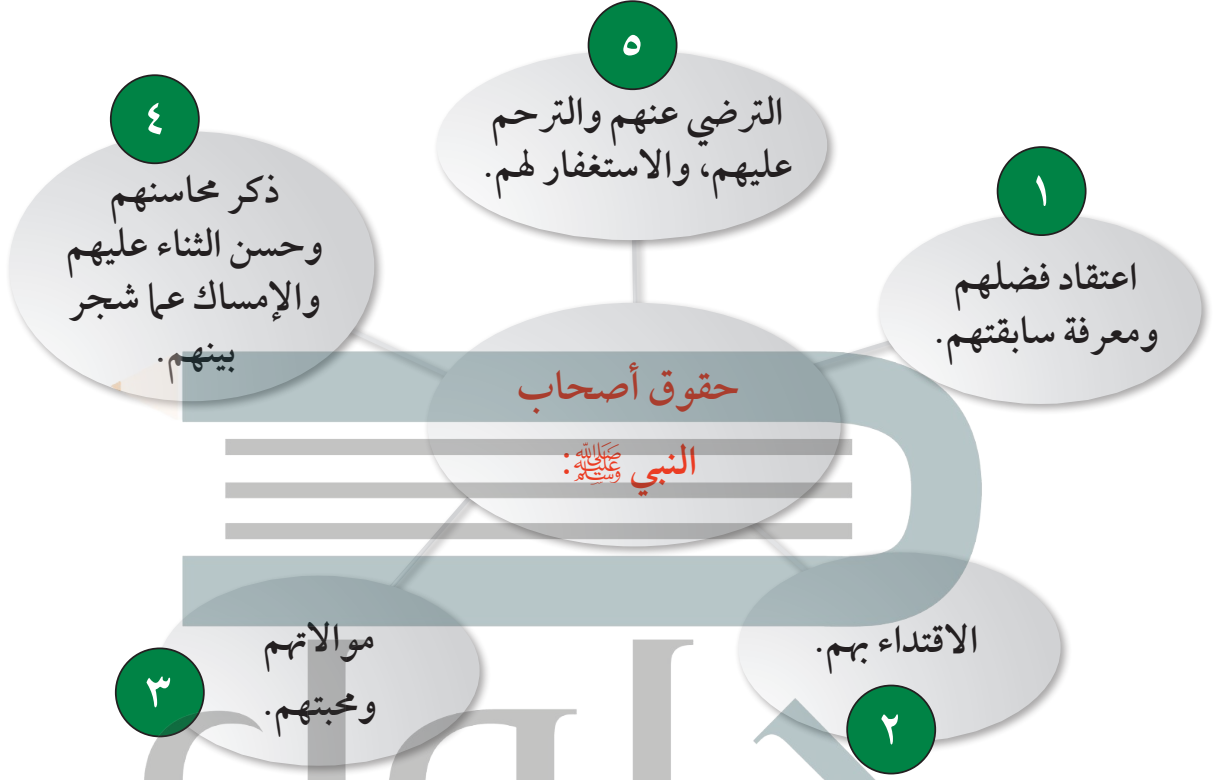 حقوق أصحاب
النبي ﷺ:
١
اعتقاد فضلهم
ومعرفة سابقتهم.
٢
الاقتداء بهم.
٣
موالاتهم
ومحبتهم.
٤
ذكر محاسنهم
وحسن الثناء عليهم
والإمساك عما شجر
بينهم.
٥
الترضي عنهم والترحم
عليهم، والاستغفار لهم.